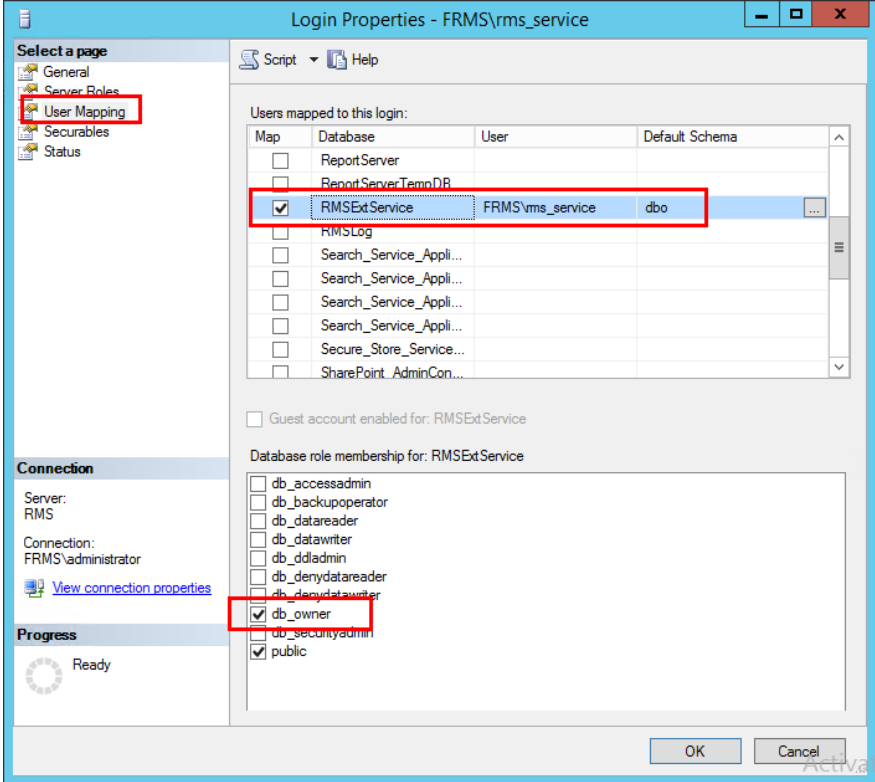 Login Properties - FRMS\rms_service
Select a page
General
Server Roles
User Mapping
Securables
Status
Script Help
Users mapped to this login:
Map Database User Default Schema
ReportServer
ReportServerTempDB
RMSExtService FRMS\rms_service dbo ...
RMSLog
Search_Service_Appli...
Search_Service_Appli...
Search_Service_Appli...
Search_Service_Appli...
Secure_Store_Service...
SharePoint_AdminCon...
Guest account enabled for: RMSExtService
Database role membership for: RMSExtService
db_accessadmin
db_backupoperator
db_datareader
db_datawriter
db_ddladmin
db_denydatareader
db_denydatawriter
db_owner
db_securityadmin
public
Connection
Server:
RMS
Connection:
FRMS\administrator
View connection properties
Progress
Ready
OK Cancel
Activa